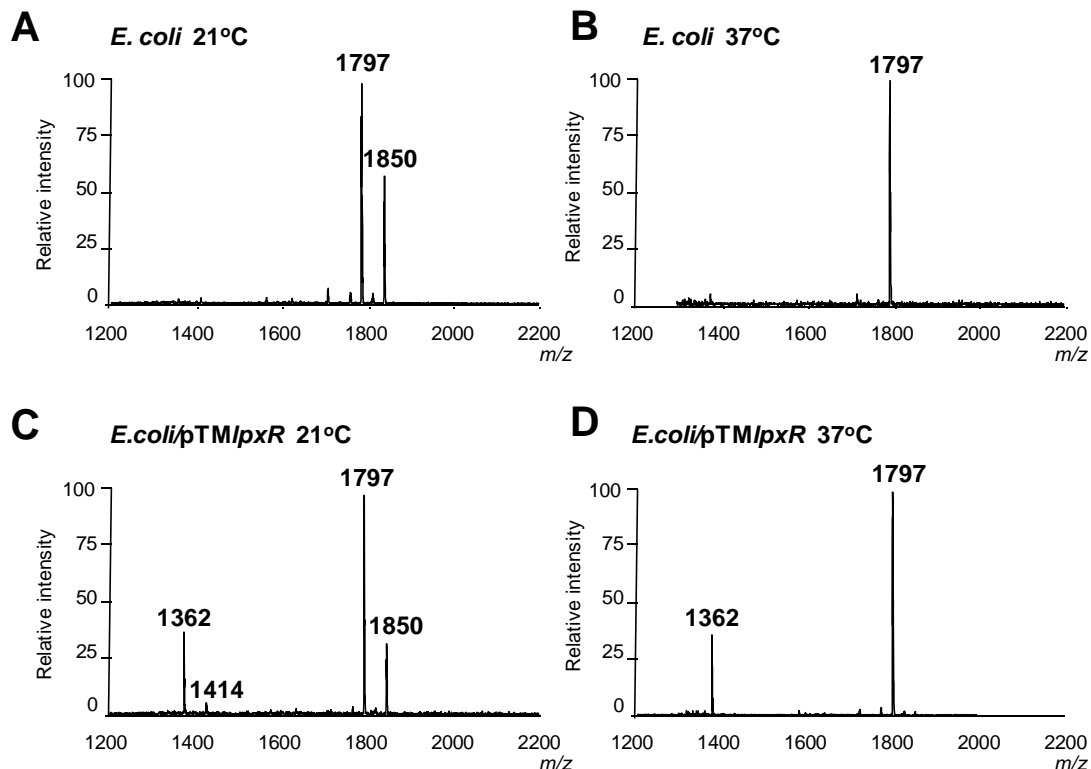 A
E. coli 21°C
1797
1850
100
75
50
25
0
Relative intensity
1200 1400 1600 1800 2000 2200
m/z
B
E. coli 37°C
1797
100
75
50
25
0
Relative intensity
1200 1400 1600 1800 2000 2200
m/z
C
E.coli/pTMlpxR 21°C
1797
1362
1414
1850
100
75
50
25
0
Relative intensity
1200 1400 1600 1800 2000 2200
m/z
D
E.coli/pTMlpxR 37°C
1797
1362
100
75
50
25
0
Relative intensity
1200 1400 1600 1800 2000 2200
m/z